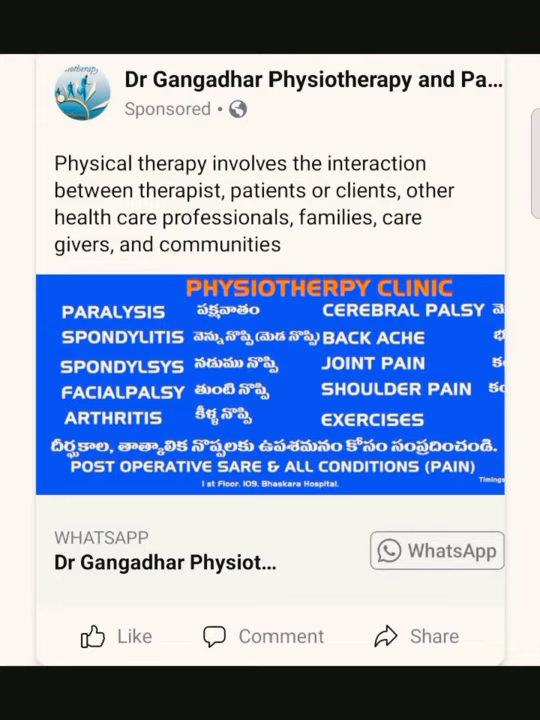 Dr Gangadhar Physiotherapy and Pa...
Sponsored
Physical therapy involves the interaction
between therapist, patients or clients, other
health care professionals, families, care
givers, and communities
PHYSIOTHERPY CLINIC
PARALYSIS పక్షవాతం CEREBRAL PALSY
SPONDYLITIS వెన్ను నొప్పి (మెడ నొప్పి) BACK ACHE
SPONDYLSYS నడుము నొప్పి JOINT PAIN
FACIALPALSY తుంటి నొప్పి SHOULDER PAIN
ARTHRITIS కీళ్ళ నొప్పి EXERCISES
దీర్ఘకాల, తాత్కాలిక నొప్పలకు ఉపశమనం కోసం సంప్రదించండి.
POST OPERATIVE SARE & ALL CONDITIONS (PAIN)
1 st Floor. 109. Bhaskara Hospital. Timings
WHATSAPP
Dr Gangadhar Physiot...
WhatsApp
Like Comment Share